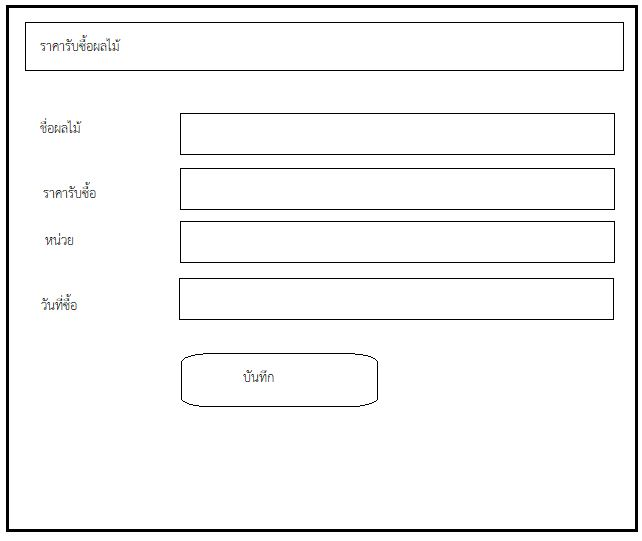 ราคารับซื้อผลไม้
ชื่อผลไม้
ราคารับซื้อ
หน่วย
วันที่ซื้อ
บันทึก